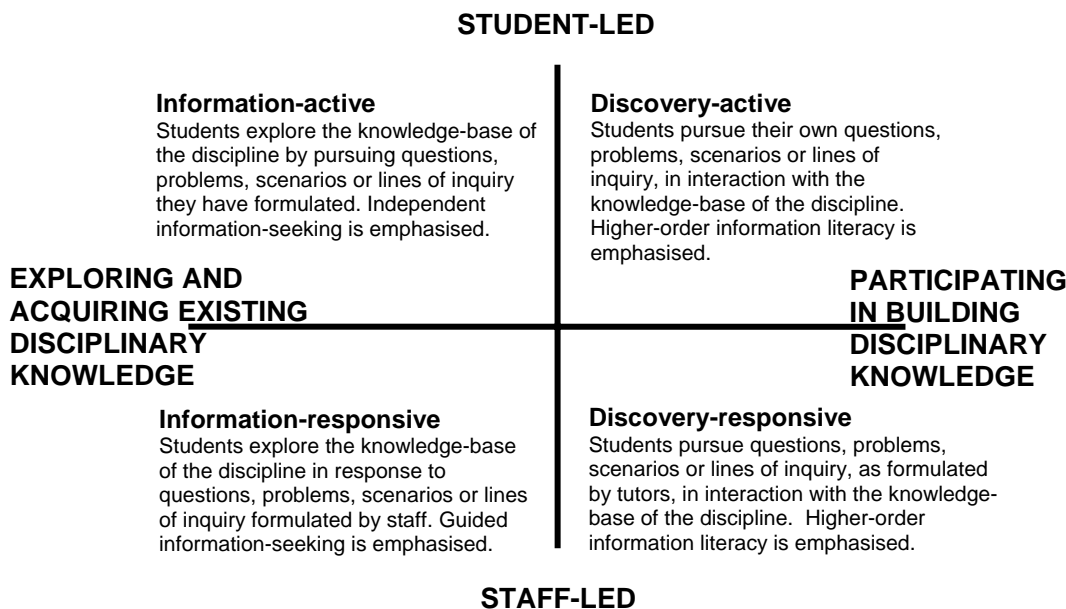 STUDENT-LED
Information-active
Students explore the knowledge-base of
the discipline by pursuing questions,
problems, scenarios or lines of inquiry
they have formulated. Independent
information-seeking is emphasised.
Discovery-active
Students pursue their own questions,
problems, scenarios or lines of
inquiry, in interaction with the
knowledge-base of the discipline.
Higher-order information literacy is
emphasised.
EXPLORING AND
ACQUIRING EXISTING
DISCIPLINARY
KNOWLEDGE
PARTICIPATING
IN BUILDING
DISCIPLINARY
KNOWLEDGE
Information-responsive
Students explore the knowledge-base
of the discipline in response to
questions, problems, scenarios or lines
of inquiry formulated by staff. Guided
information-seeking is emphasised.
Discovery-responsive
Students pursue questions, problems,
scenarios or lines of inquiry, as formulated
by tutors, in interaction with the knowledge-
base of the discipline.  Higher-order
information literacy is emphasised.
STAFF-LED